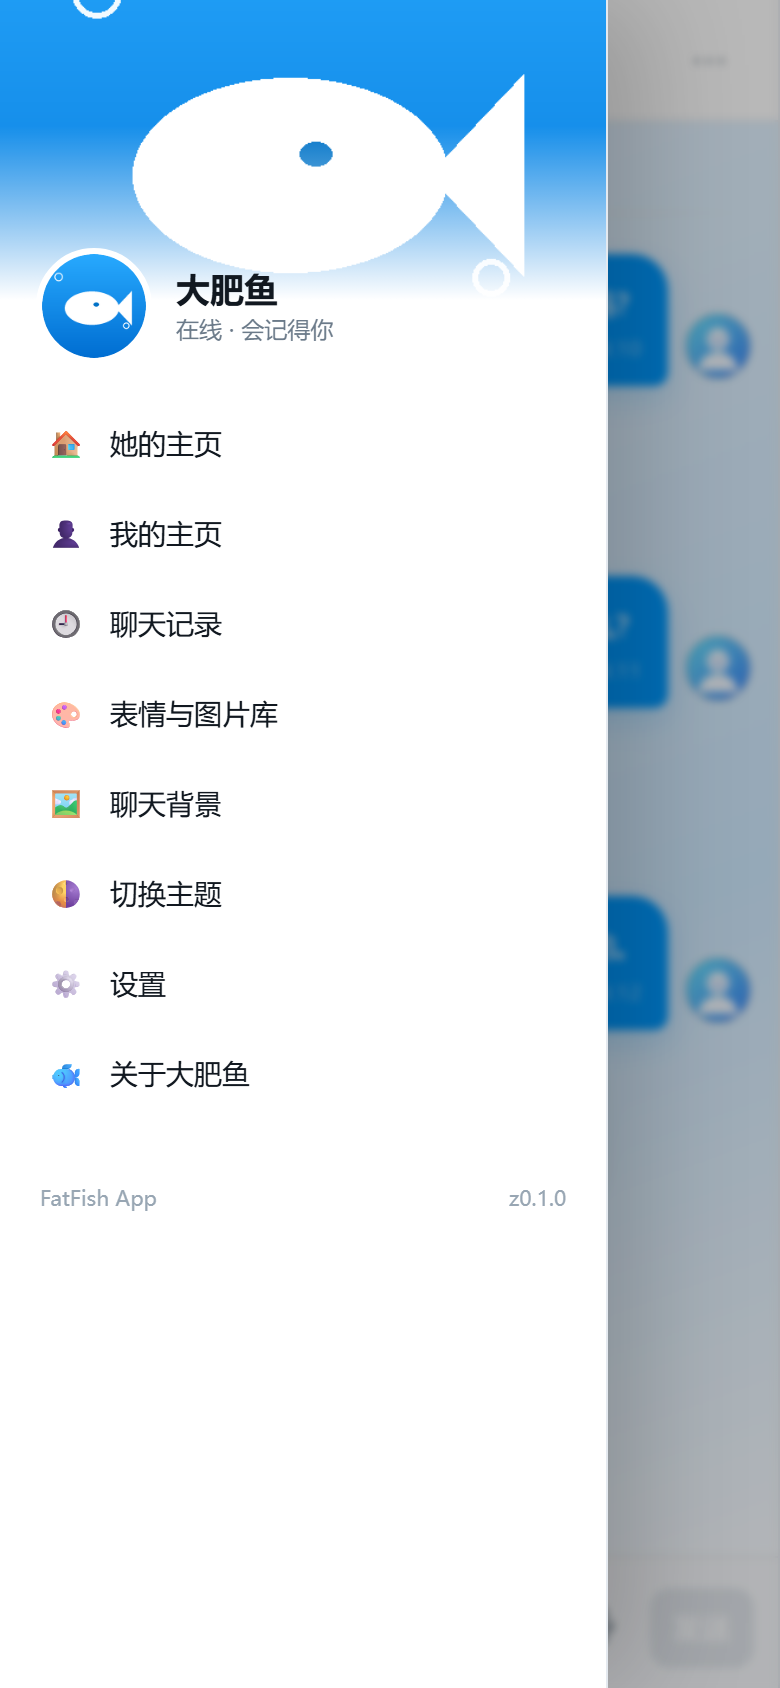 大肥鱼
在线 · 会记得你
她的主页
我的主页
聊天记录
表情与图片库
聊天背景
切换主题
设置
关于大肥鱼
FatFish App
z0.1.0